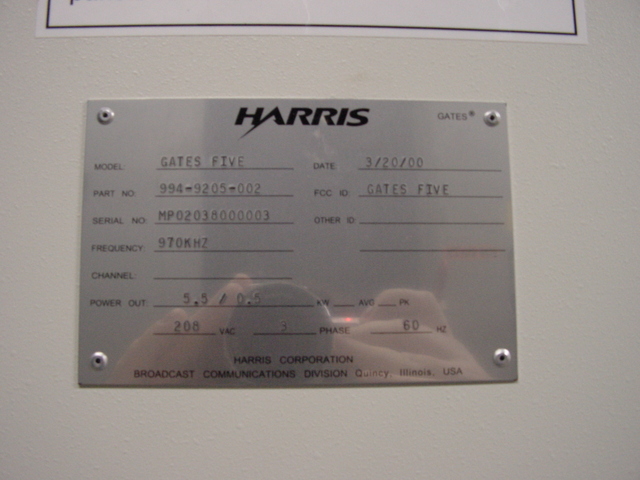 HARRIS GATES®
MODEL: GATES FIVE DATE: 3/20/00
PART NO: 994-9205-002 FCC ID: GATES FIVE
SERIAL NO: MP02038000003 OTHER ID:
FREQUENCY: 970KHZ
CHANNEL:
POWER OUT: 5.5 / 0.5 KW AVG PK
208 VAC 3 PHASE 60 HZ
HARRIS CORPORATION
BROADCAST COMMUNICATIONS DIVISION Quincy, Illinois, USA